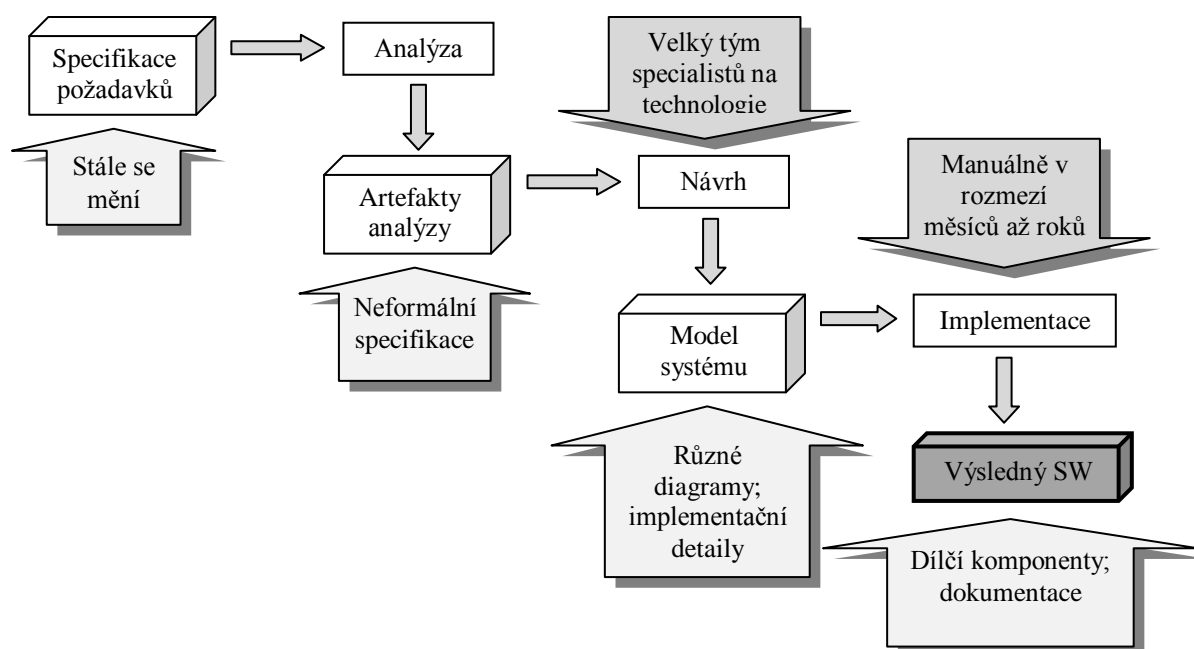 Specifikace
požadavků
Analýza
Velký tým
specialistů na
technologie
Stále se
mění
Artefakty
analýzy
Návrh
Manuálně v
rozmezí
měsíců až roků
Neformální
specifikace
Model
systému
Implementace
Různé
diagramy;
implementační
detaily
Výsledný SW
Dílčí komponenty;
dokumentace